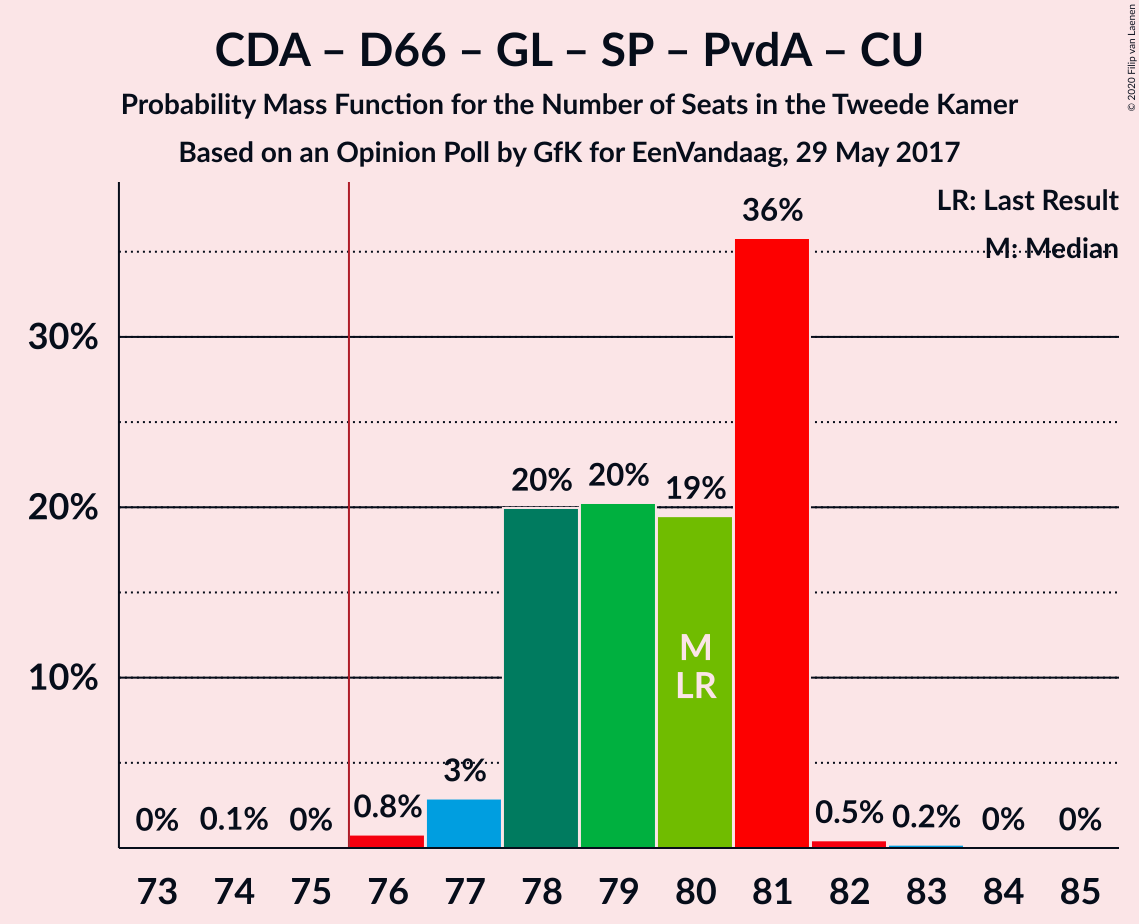 CDA – D66 – GL – SP – PvdA – CU
Probability Mass Function for the Number of Seats in the Tweede Kamer
Based on an Opinion Poll by GfK for EenVandaag, 29 May 2017
© 2020 Filip van Laenen
LR: Last Result
M: Median
30%
20%
10%
0%
0.1%
0%
0.8%
3%
20%
20%
19%
36%
0.5%
0.2%
0%
0%
M
LR
73 74 75 76 77 78 79 80 81 82 83 84 85